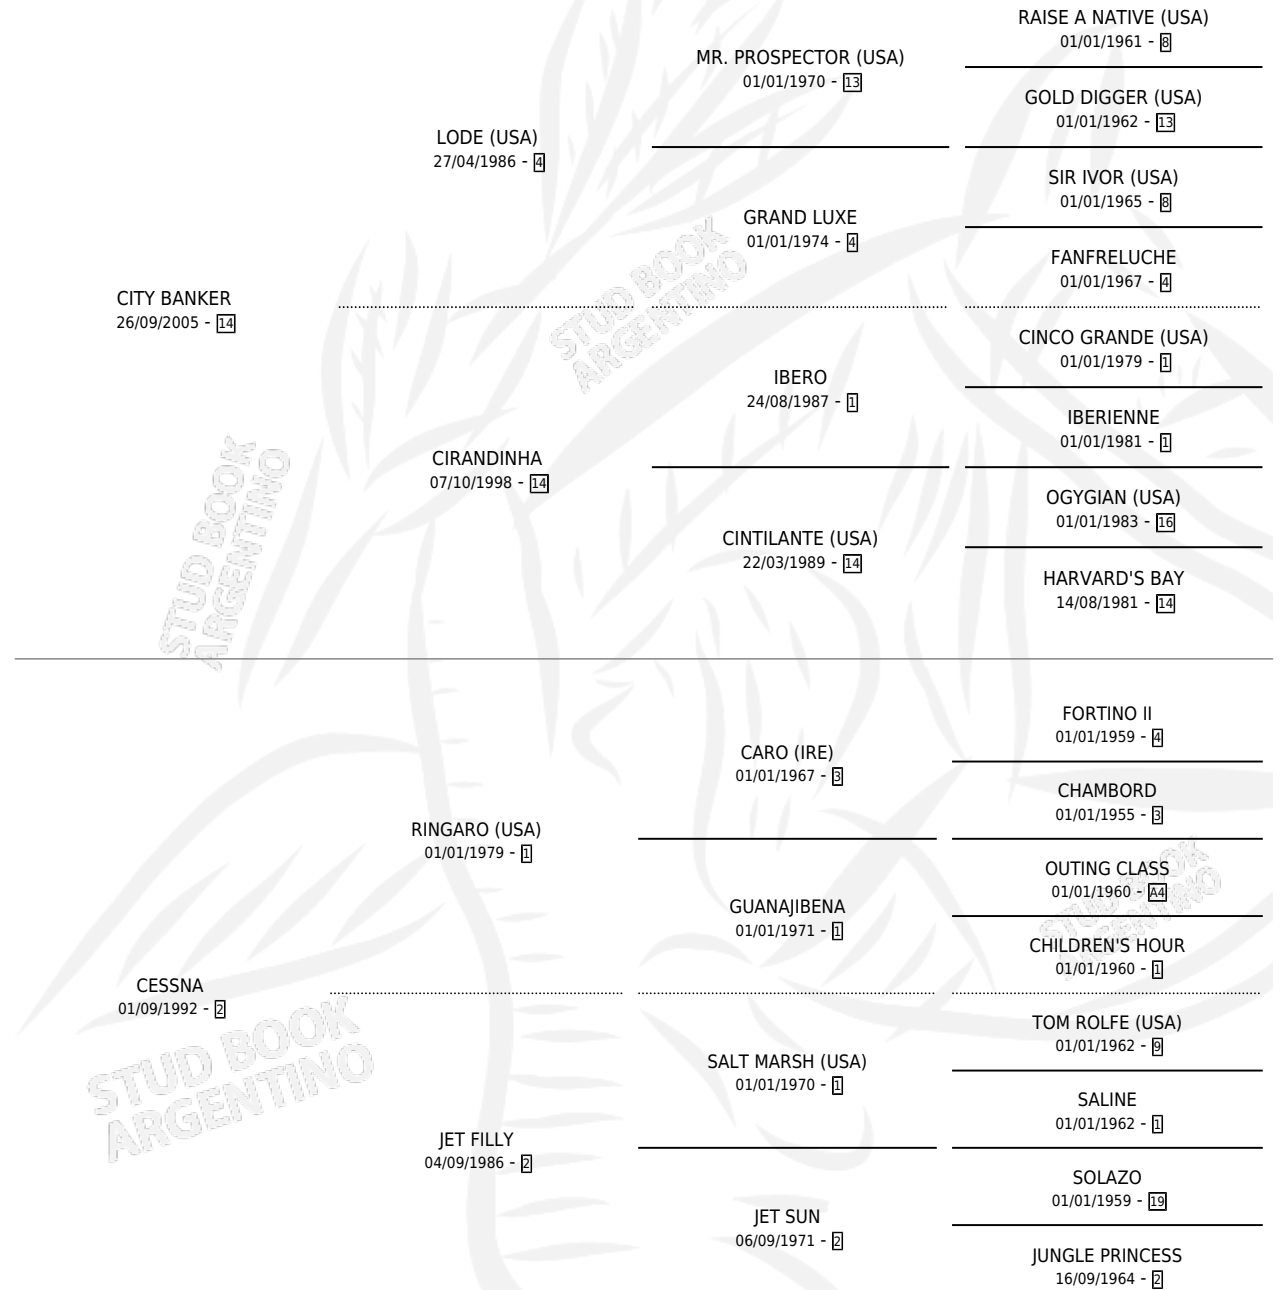 RAISE A NATIVE (USA)
01/01/1961 - 8
MR. PROSPECTOR (USA)
01/01/1970 - 13
GOLD DIGGER (USA)
01/01/1962 - 13
LODE (USA)
27/04/1986 - 4
SIR IVOR (USA)
01/01/1965 - 8
GRAND LUXE
01/01/1974 - 4
FANFRELUCHE
01/01/1967 - 4
CITY BANKER
26/09/2005 - 14
STUD BOOK
ARGENTINO
CINCO GRANDE (USA)
01/01/1979 - 1
IBERO
24/08/1987 - 1
IBERIENNE
01/01/1981 - 1
CIRANDINHA
07/10/1998 - 14
OGYGIAN (USA)
01/01/1983 - 16
CINTILANTE (USA)
22/03/1989 - 14
HARVARD'S BAY
14/08/1981 - 14
STUD BOOK
ARGENTINO
FORTINO II
01/01/1959 - 4
CARO (IRE)
01/01/1967 - 3
CHAMBORD
01/01/1955 - 3
RINGARO (USA)
01/01/1979 - 1
OUTING CLASS
01/01/1960 - A4
GUANAJIBENA
01/01/1971 - 1
CHILDREN'S HOUR
01/01/1960 - 1
STUD BOOK
ARGENTINO
CESSNA
01/09/1992 - 2
STUD BOOK
ARGENTINO
TOM ROLFE (USA)
01/01/1962 - 9
SALT MARSH (USA)
01/01/1970 - 1
SALINE
01/01/1962 - 1
JET FILLY
04/09/1986 - 2
SOLAZO
01/01/1959 - 19
JET SUN
06/09/1971 - 2
JUNGLE PRINCESS
16/09/1964 - 2